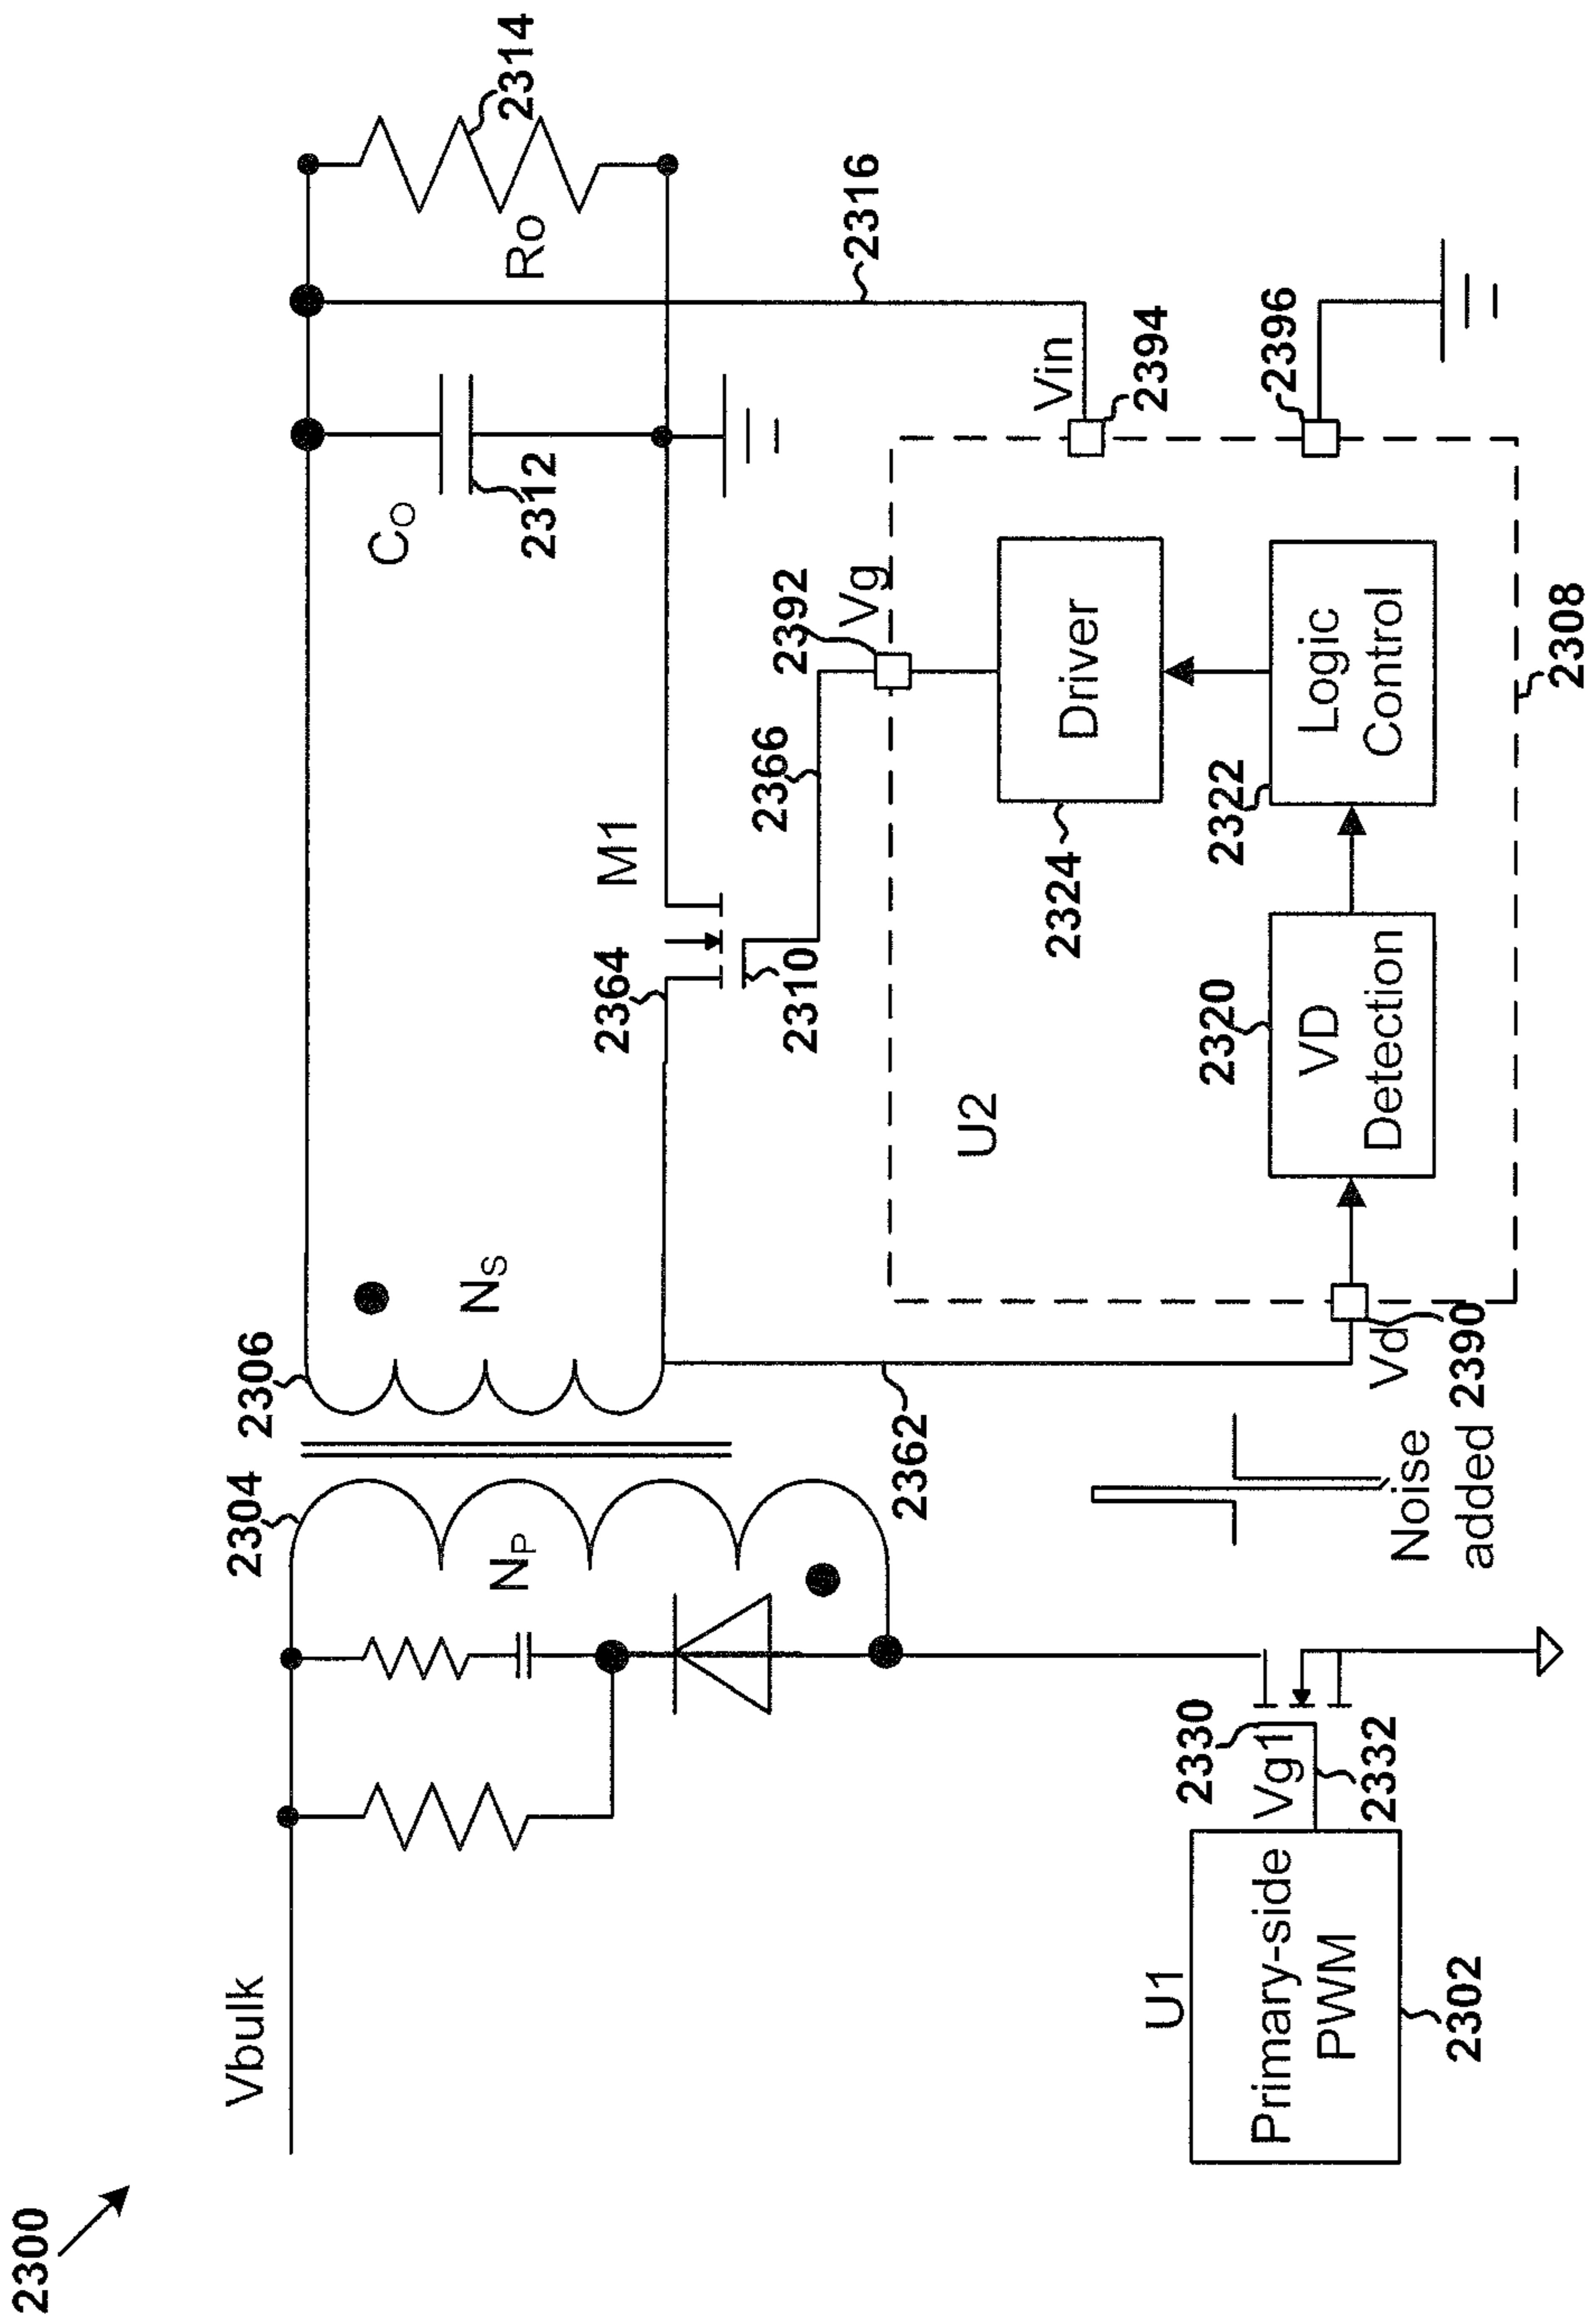 2300
Vbulk
2304
NP
2306
NS
CO
2312
Ro
2314
2364
M1
2310
2366
2392
Vg
2316
Vin
2394
2396
U1
Primary-side
PWM
2302
2330
Vg1
2332
2362
Noise
added
Vd
2390
U2
VD
Detection
2320
Logic
Control
2322
Driver
2324
2308